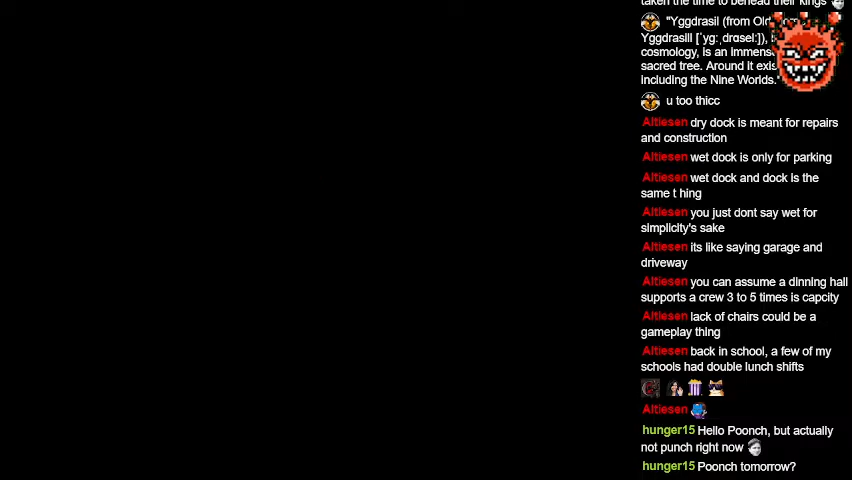 taken the time to behead their kings
"Yggdrasil (from Old
Yggdrasill [ˈyɡːˌdrɑselː]),
cosmology, is an immens
sacred tree. Around it exis
including the Nine Worlds."
u too thicc
Altiesen dry dock is meant for repairs
and construction
Altiesen wet dock is only for parking
Altiesen wet dock and dock is the
same t hing
Altiesen you just dont say wet for
simplicity's sake
Altiesen its like saying garage and
driveway
Altiesen you can assume a dinning hall
supports a crew 3 to 5 times is capcity
Altiesen lack of chairs could be a
gameplay thing
Altiesen back in school, a few of my
schools had double lunch shifts
Altiesen
hunger15 Hello Poonch, but actually
not punch right now
hunger15 Poonch tomorrow?